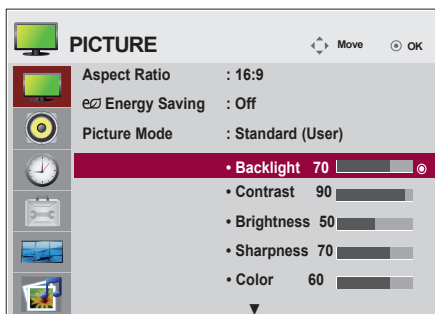 PICTURE Move OK
Aspect Ratio : 16:9
Energy Saving : Off
Picture Mode : Standard (User)
• Backlight 70
• Contrast 90
• Brightness 50
• Sharpness 70
• Color 60
▼